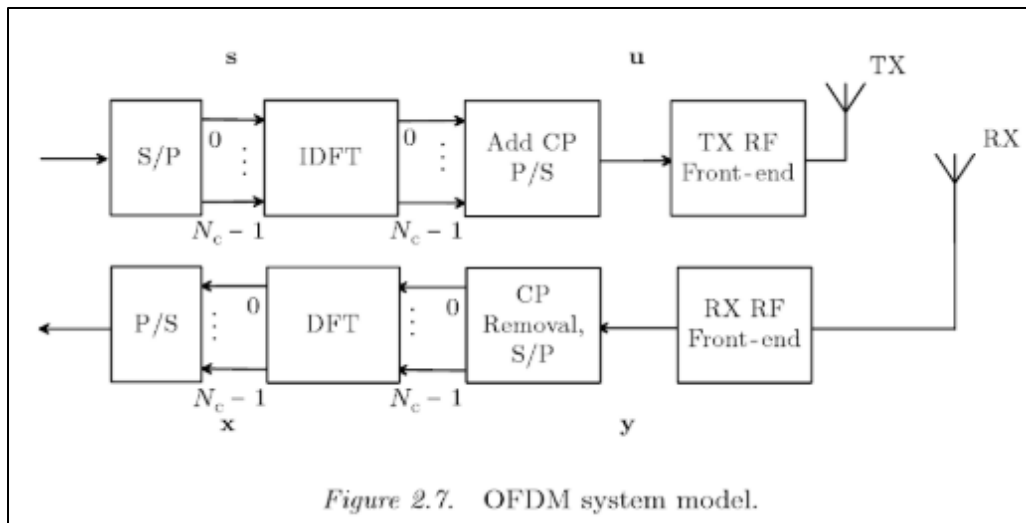 s
u
TX
RX
S/P
0
⋮
N_c − 1
IDFT
0
⋮
N_c − 1
Add CP
P/S
TX RF
Front-end
P/S
0
⋮
N_c − 1
DFT
0
⋮
N_c − 1
CP
Removal,
S/P
RX RF
Front-end
x
y
Figure 2.7. OFDM system model.